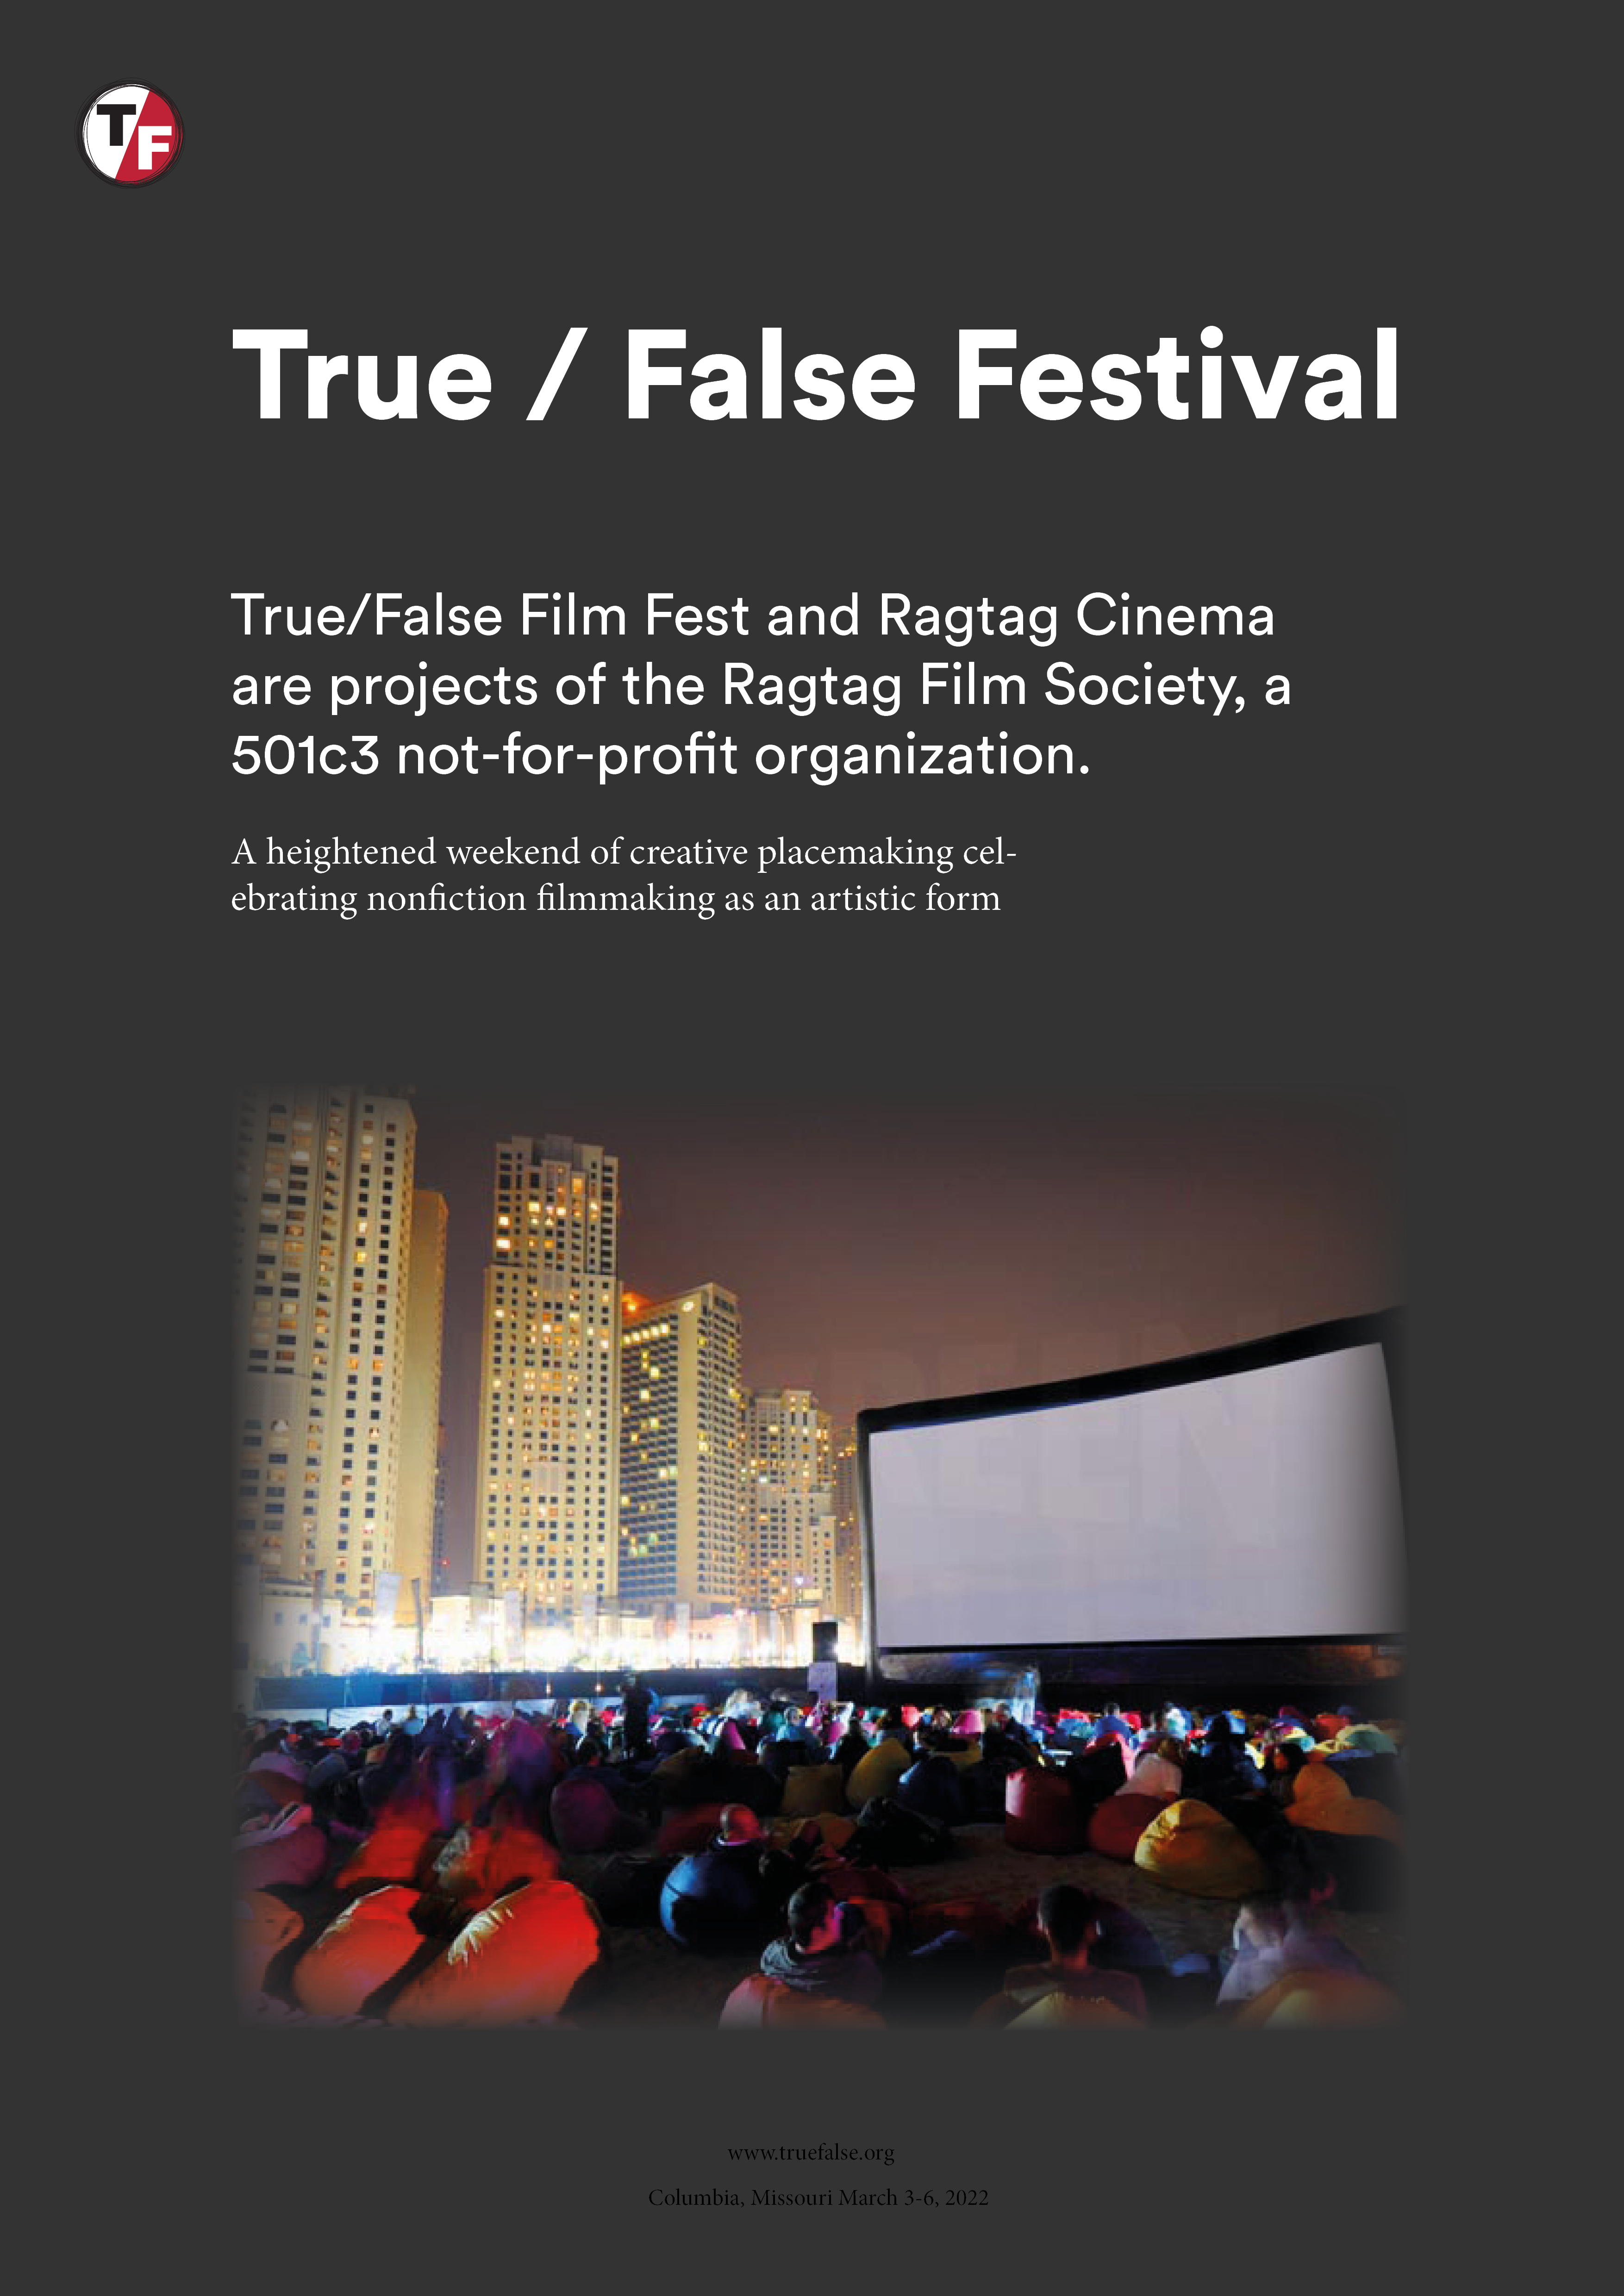 T
F
True / False Festival
True/False Film Fest and Ragtag Cinema
are projects of the Ragtag Film Society, a
501c3 not-for-profit organization.
A heightened weekend of creative placemaking cel-
ebrating nonfiction filmmaking as an artistic form
www.truefalse.org
Columbia, Missouri March 3-6, 2022